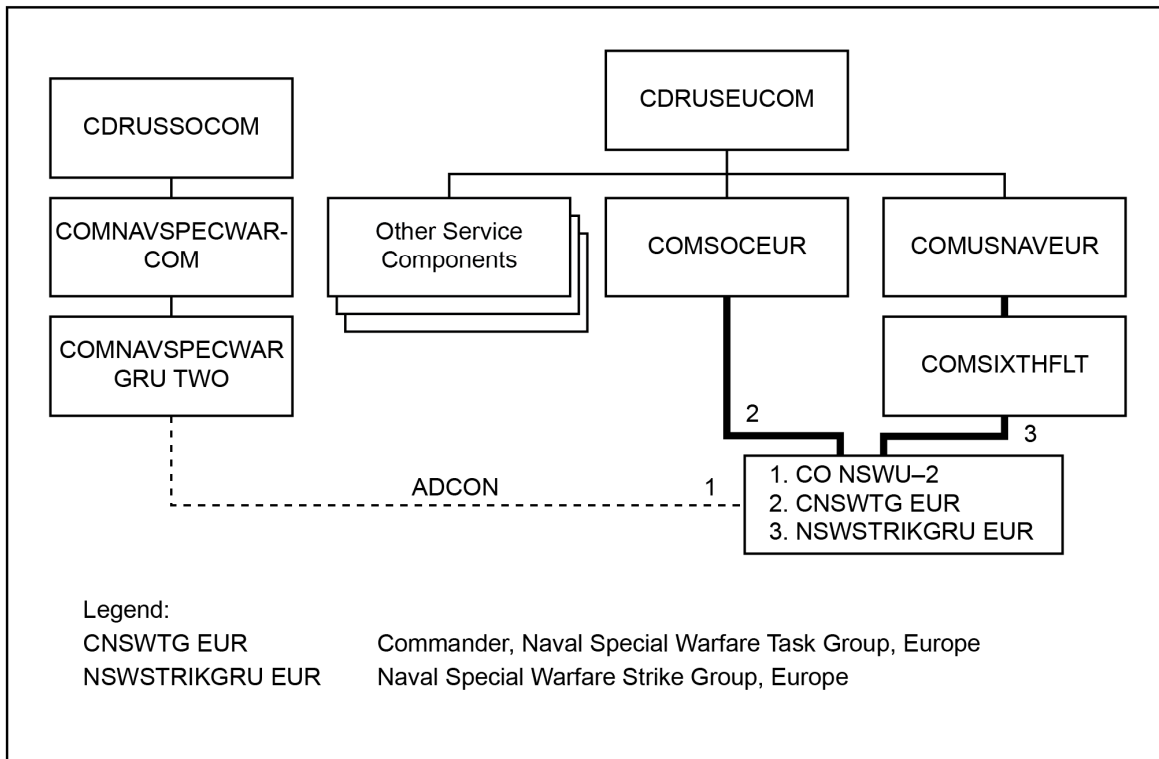 CDRUSSOCOM
COMNAVSPECWAR-
COM
COMNAVSPECWAR
GRU TWO
CDRUSEUCOM
Other Service
Components
COMSOCEUR
COMUSNAVEUR
COMSIXTHFLT
2
3
ADCON
1
1. CO NSWU–2
2. CNSWTG EUR
3. NSWSTRIKGRU EUR
Legend:
CNSWTG EUR Commander, Naval Special Warfare Task Group, Europe
NSWSTRIKGRU EUR Naval Special Warfare Strike Group, Europe